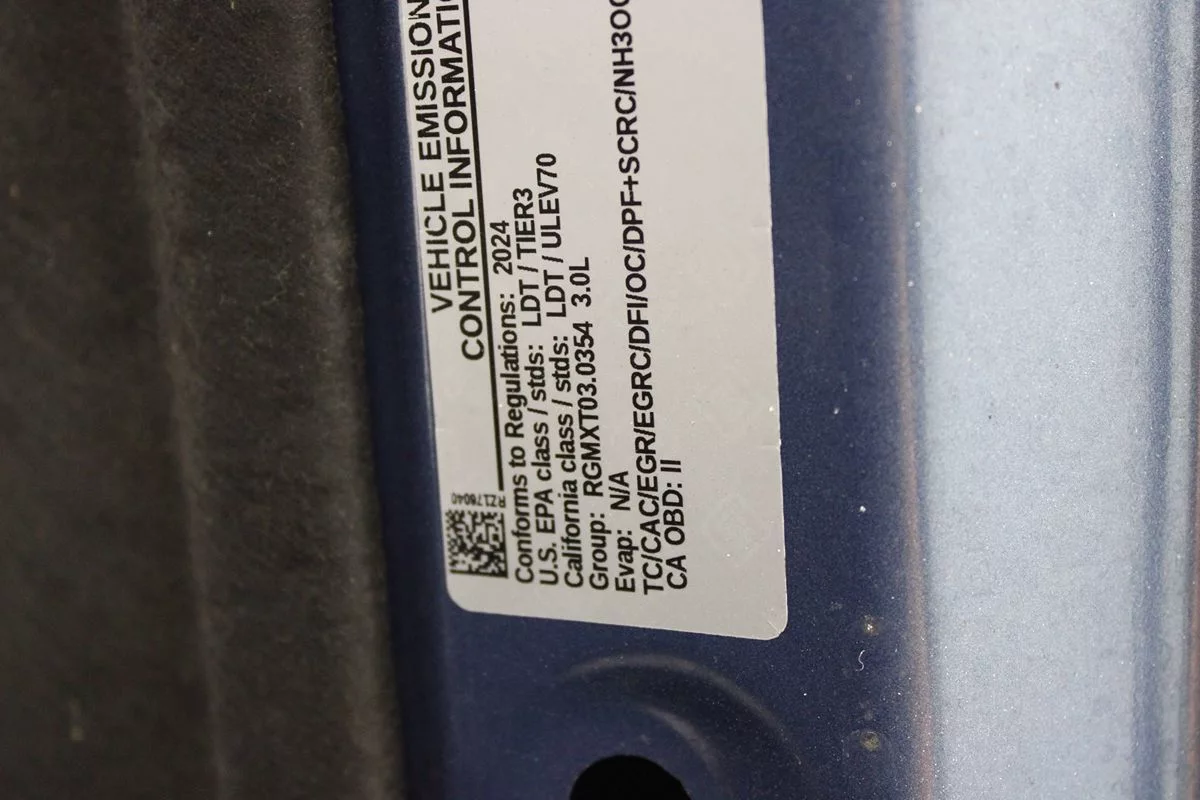 VEHICLE EMISSION
CONTROL INFORMATI
RZ178040
Conforms to Regulations: 2024
U.S. EPA class / stds: LDT / TIER3
California class / stds: LDT / ULEV70
Group: RGMXT03.0354 3.0L
Evap: N/A
TC/CAC/EGR/EGRC/DFI/OC/DPF+SCRC/NH3OC
CA OBD: II